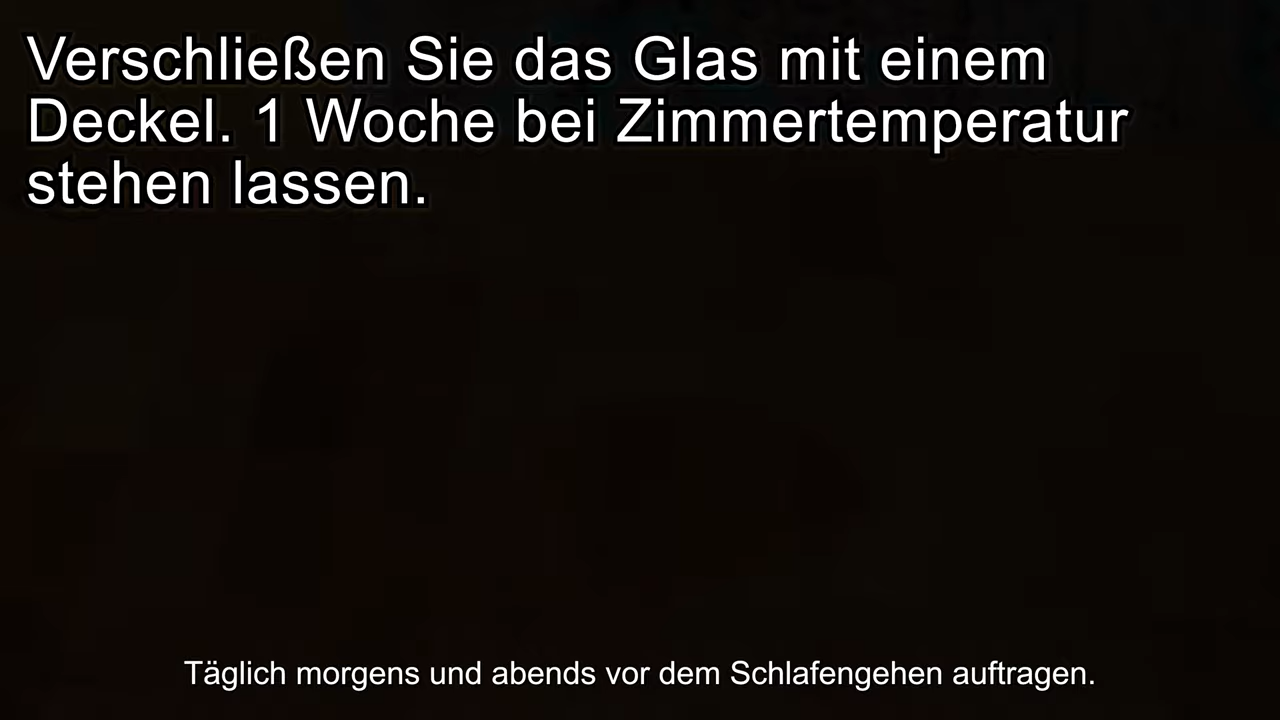 Verschließen Sie das Glas mit einem
Deckel. 1 Woche bei Zimmertemperatur
stehen lassen.
Täglich morgens und abends vor dem Schlafengehen auftragen.